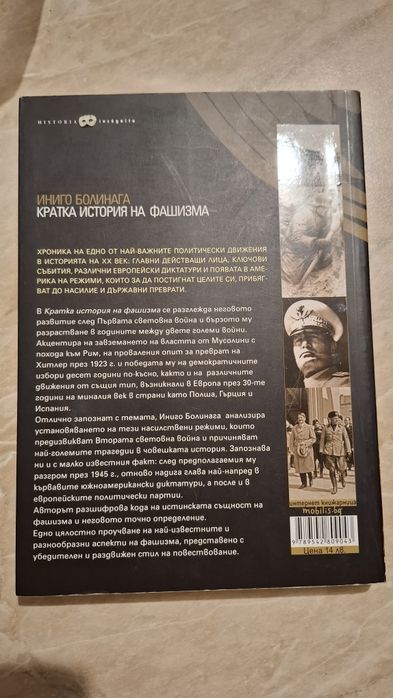 HISTORIA incógnita
ИНИГО БОЛИНАГА
КРАТКА ИСТОРИЯ НА ФАШИЗМА
ХРОНИКА НА ЕДНО ОТ НАЙ-ВАЖНИТЕ ПОЛИТИЧЕСКИ ДВИЖЕНИЯ
В ИСТОРИЯТА НА XX ВЕК; ГЛАВНИ ДЕЙСТВАЩИ ЛИЦА, КЛЮЧОВИ
СЪБИТИЯ, РАЗЛИЧНИ ЕВРОПЕЙСКИ ДИКТАТУРИ И ПОЯВАТА В АМЕ-
РИКА НА РЕЖИМИ, КОИТО ЗА ДА ПОСТИГНАТ ЦЕЛИТЕ СИ, ПРИБЯГ-
ВАТ ДО НАСИЛИЕ И ДЪРЖАВНИ ПРЕВРАТИ.
В Кратка история на фашизма се разглежда неговото
развитие след Първата световна война и бързото му
разрастване в годините между двете големи войни.
Акцентира на завземането на властта от Мусолини с
похода към Рим, на проваления опит за преврат на
Хитлер през 1923 г. и победата му на демократичните
избори десет години по-късно, както и на различните
движения от същия тип, възникнали в Европа през 30-те
години на миналия век в страни като Полша, Гърция и
Испания.
Отлично запознат с темата, Иниго Болинага анализира
установяването на тези насилствени режими, които
предизвикват Втората световна война и причиняват
най-големите трагедии в човешката история. Запознава
ни и с малко известния факт: след предполагаемия му
разгром през 1945 г., отново надига глава най-напред в
кървавите южноамерикански диктатури, а после и в
европейските политически партии.
Авторът разшифрова кода на истинската същност на
фашизма и неговото точно определение.
Едно цялостно проучване на най-известните и
разнообразни аспекти на фашизма, представено с
убедителен и раздвижен стил на повествование.
интернет книжарница
mobilis.bg
9 789542 809043
Цена 14 лв.